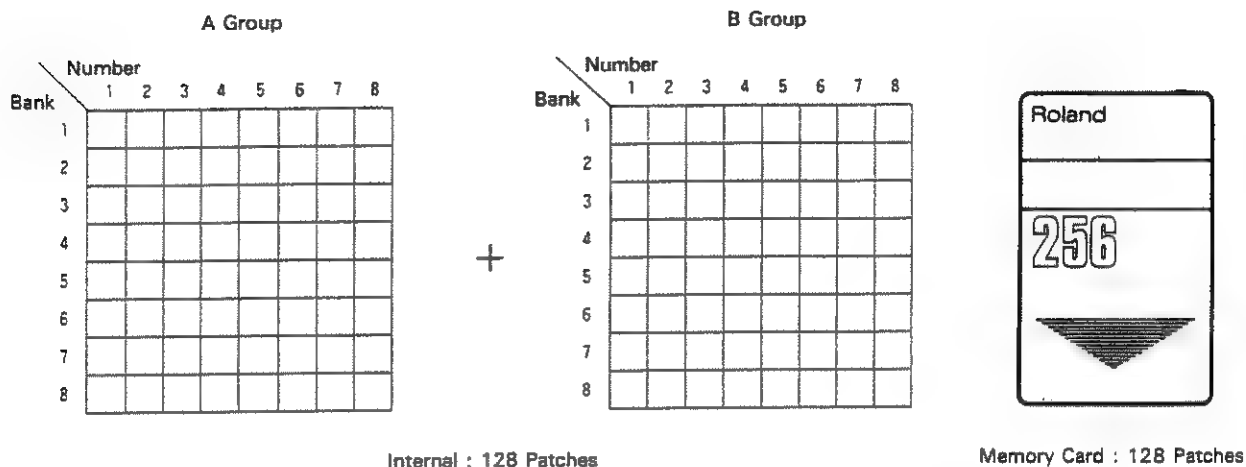 A Group
Number
Bank
1 2 3 4 5 6 7 8
1
2
3
4
5
6
7
8
+
B Group
Number
Bank
1 2 3 4 5 6 7 8
1
2
3
4
5
6
7
8
Internal : 128 Patches
Roland
256
Memory Card : 128 Patches